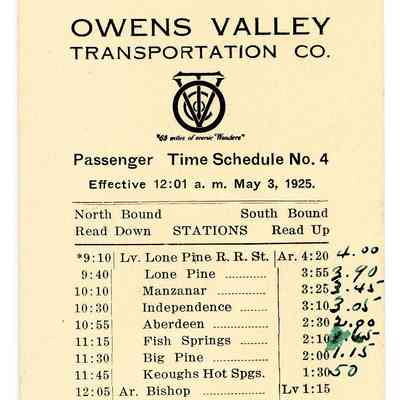 OWENS VALLEY
TRANSPORTATION CO.
"68 miles of scenic Wonders"
Passenger Time Schedule No. 4
Effective 12:01 a. m. May 3, 1925.
North Bound South Bound
Read Down STATIONS Read Up
*9:10 Lv. Lone Pine R. R. St. Ar. 4:20 4.00
9:40 Lone Pine ............ 3:55 3.90
10:10 Manzanar ............ 3:25 3.45
10:30 Independence ............ 3:10 3.05
10:55 Aberdeen ............ 2:30 2.00
11:15 Fish Springs ............ 2:10 1.65
11:30 Big Pine ............ 2:00 1.15
11:45 Keoughs Hot Spgs. 1:30 50
12:05 Ar. Bishop ............ Lv 1:15